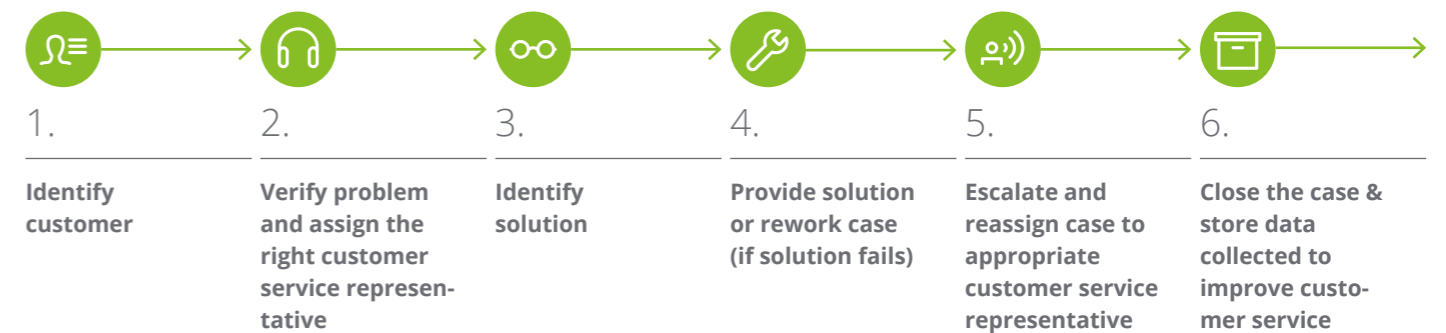 1.
Identify
customer
2.
Verify problem
and assign the
right customer
service represen-
tative
3.
Identify
solution
4.
Provide solution
or rework case
(if solution fails)
5.
Escalate and
reassign case to
appropriate
customer service
representative
6.
Close the case &
store data
collected to
improve custo-
mer service